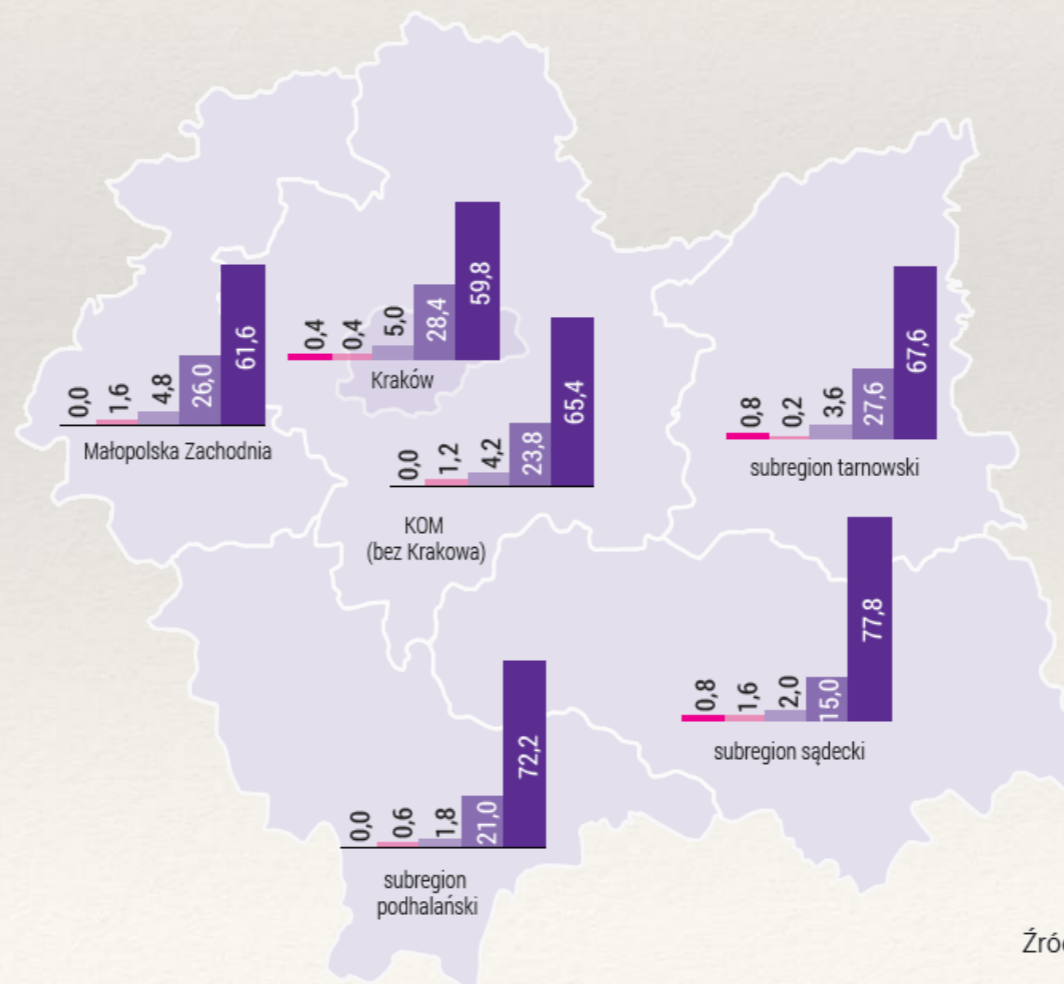 0,4 0,4 5,0 28,4 59,8
Kraków
0,0 1,6 4,8 26,0 61,6
Małopolska Zachodnia
0,0 1,2 4,2 23,8 65,4
KOM
(bez Krakowa)
0,8 0,2 3,6 27,6 67,6
subregion tarnowski
0,8 1,6 2,0 15,0 77,8
subregion sądecki
0,0 0,6 1,8 21,0 72,2
subregion
podhalański